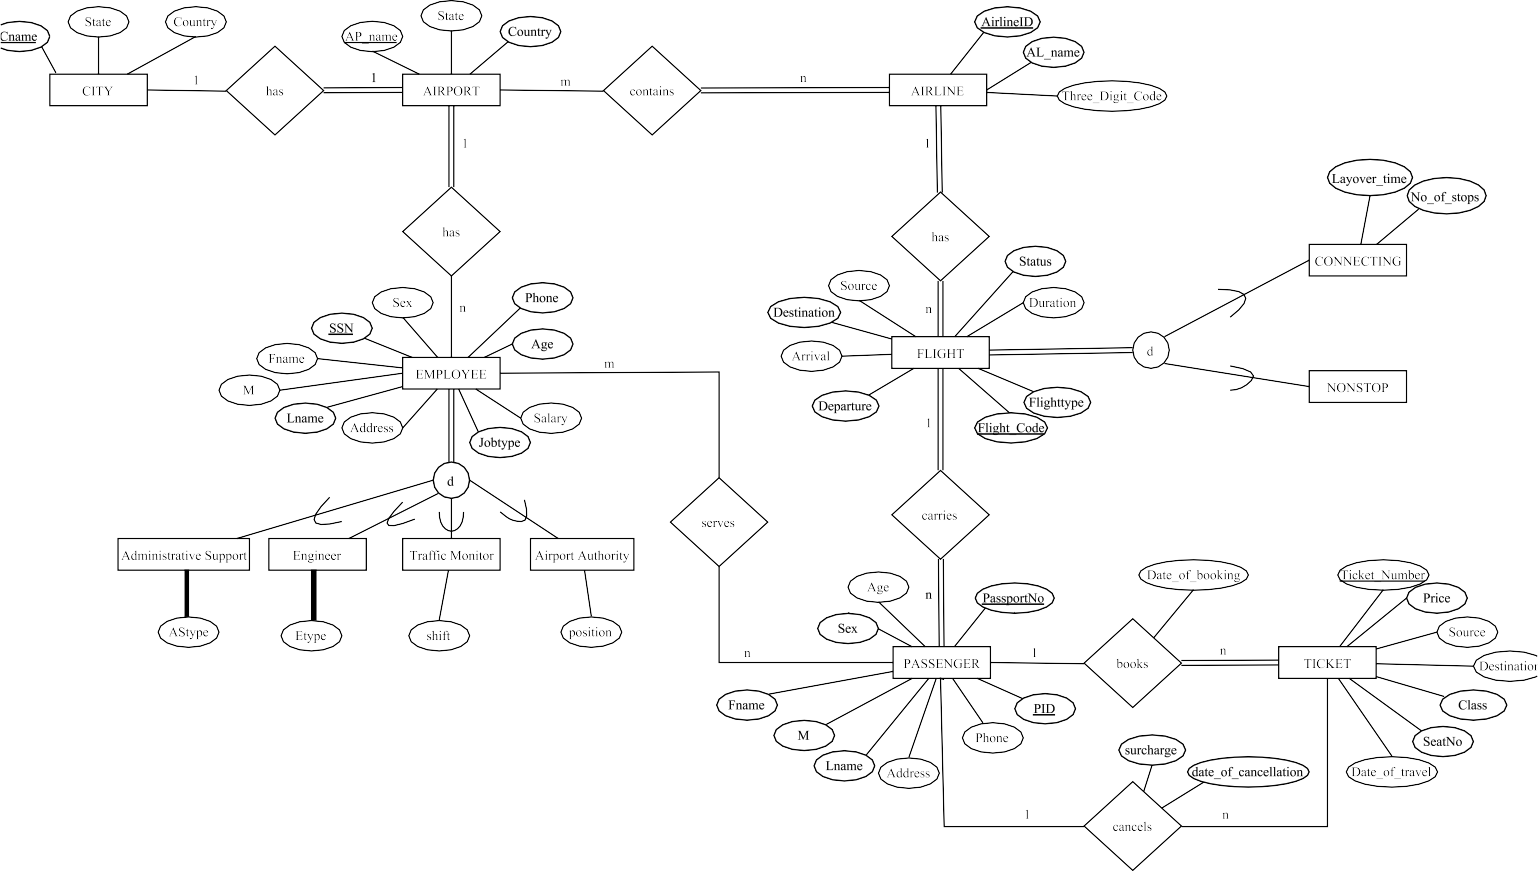 Cname
State
Country
AP_name
State
Country
AirlineID
AL_name
Three_Digit_Code
CITY
1
has
1
AIRPORT
m
contains
n
AIRLINE
1
1
has
has
Layover_time
No_of_stops
CONNECTING
n
n
Sex
Phone
SSN
Age
Fname
M
Lname
Address
Jobtype
Salary
EMPLOYEE
m
Source
Status
Destination
Duration
Arrival
Departure
Flight_Code
Flighttype
FLIGHT
d
NONSTOP
1
d
Administrative Support
Engineer
Traffic Monitor
Airport Authority
AStype
Etype
shift
position
serves
carries
n
n
Age
PassportNo
Sex
PASSENGER
Fname
M
Lname
Address
Phone
PID
1
books
n
Date_of_booking
TICKET
Ticket_Number
Price
Source
Destination
Class
SeatNo
Date_of_travel
surcharge
date_of_cancellation
1
cancels
n